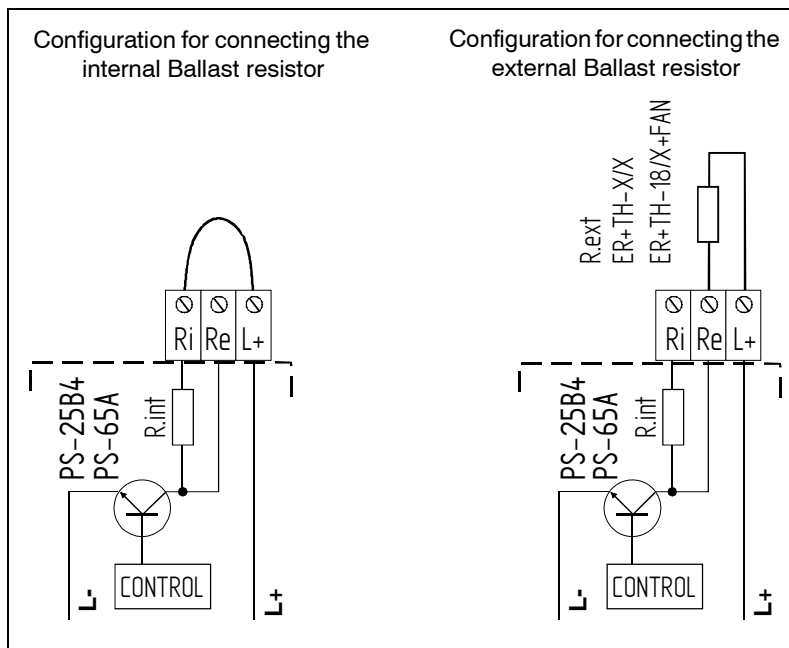 Configuration for connecting the
internal Ballast resistor
Ri Re L+
PS-25B4
PS-65A
R.int
CONTROL
L-
L+
Configuration for connecting the
external Ballast resistor
R.ext
ER+TH-X/X
ER+TH-18/X+FAN
Ri Re L+
PS-25B4
PS-65A
R.int
CONTROL
L-
L+